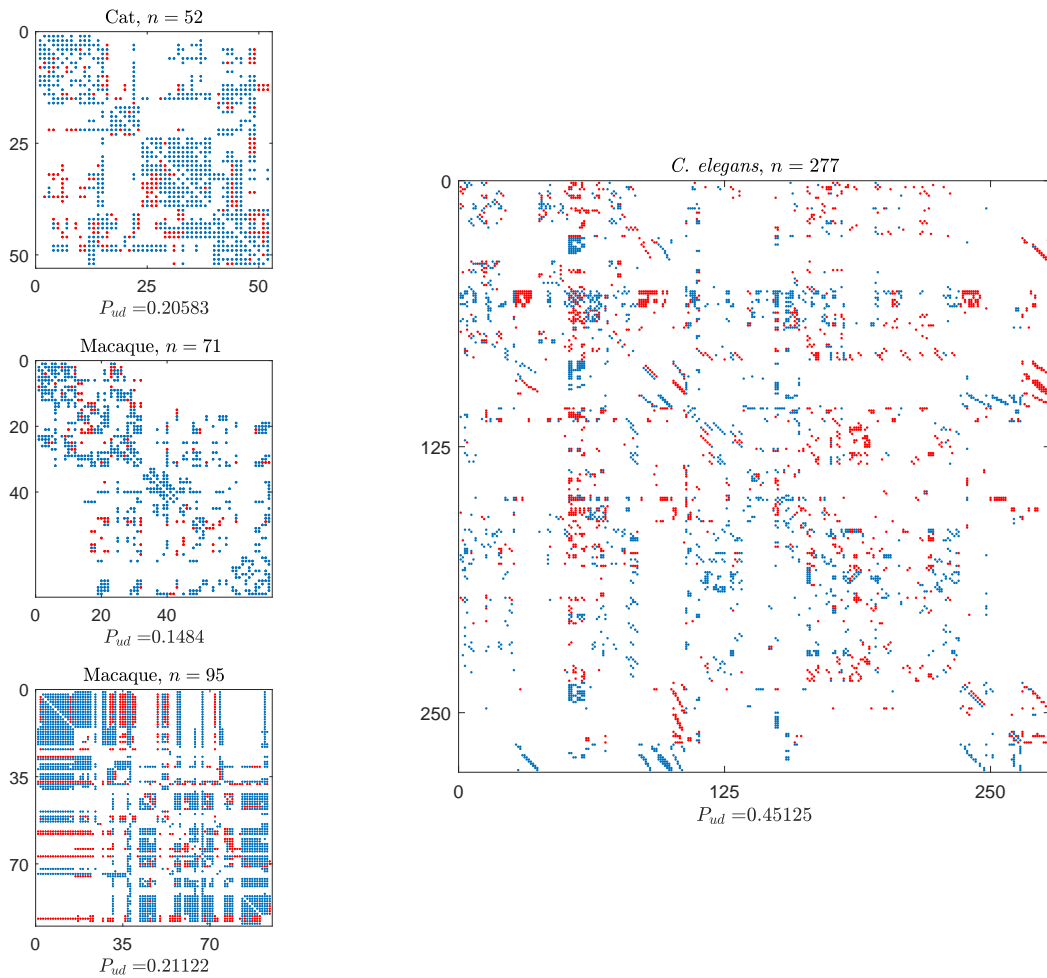 Cat, n = 52
0
25
50
0 25 50
P_ud =0.20583
Macaque, n = 71
0
20
40
0 20 40
P_ud =0.1484
Macaque, n = 95
0
35
70
0 35 70
P_ud =0.21122
C. elegans, n = 277
0
125
250
0 125 250
P_ud =0.45125